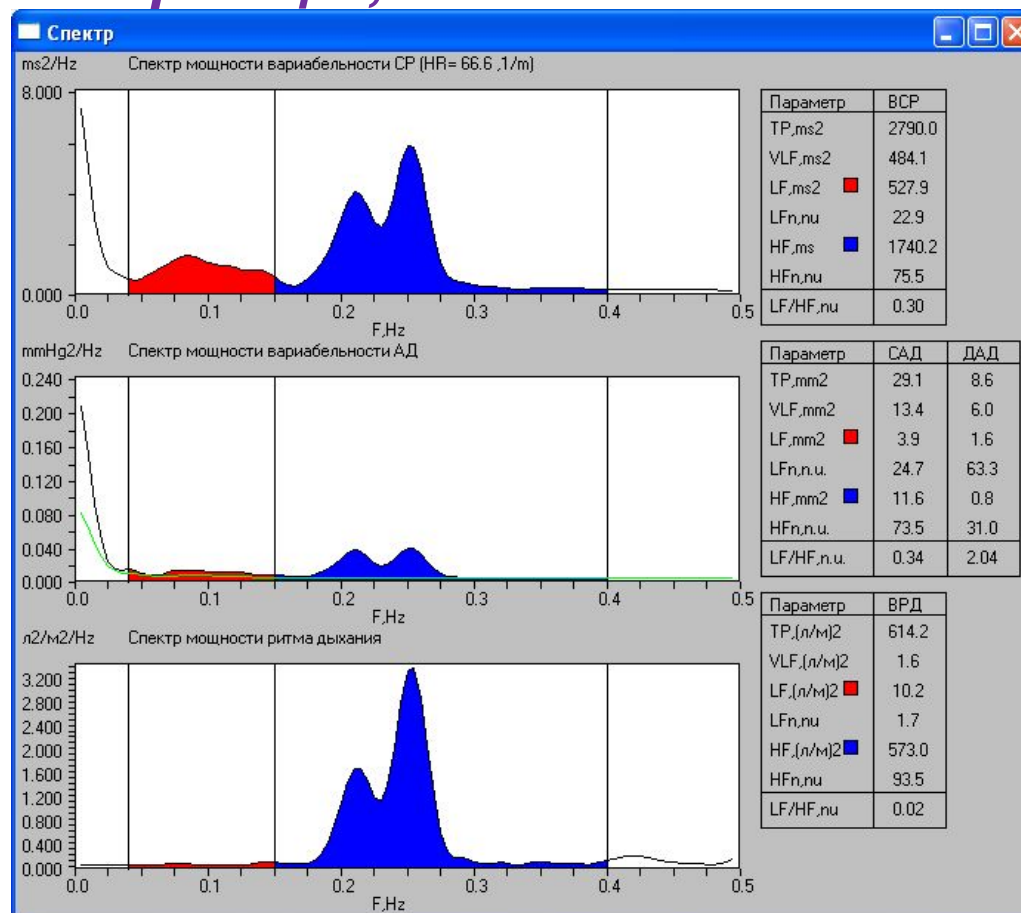 Спектр
ms2/Hz Спектр мощности вариабельности СР (HR= 66.6 ,1/m)
8.000
0.000
0.0 0.1 0.2 0.3 0.4 0.5
F,Hz
Параметр ВСР
TP,ms2 2790.0
VLF,ms2 484.1
LF,ms2 527.9
LFn,nu 22.9
HF,ms 1740.2
HFn,nu 75.5
LF/HF,nu 0.30
mmHg2/Hz Спектр мощности вариабельности АД
0.240
0.200
0.160
0.120
0.080
0.040
0.000
0.0 0.1 0.2 0.3 0.4 0.5
F,Hz
Параметр САД ДАД
TP,mm2 29.1 8.6
VLF,mm2 13.4 6.0
LF,mm2 3.9 1.6
LFn,n.u. 24.7 63.3
HF,mm2 11.6 0.8
HFn,n.u. 73.5 31.0
LF/HF,n.u. 0.34 2.04
л2/м2/Hz Спектр мощности ритма дыхания
3.200
2.800
2.400
2.000
1.600
1.200
0.800
0.400
0.000
0.0 0.1 0.2 0.3 0.4 0.5
F,Hz
Параметр ВРД
TP,(л/м)2 614.2
VLF,(л/м)2 1.6
LF,(л/м)2 10.2
LFn,nu 1.7
HF,(л/м)2 573.0
HFn,nu 93.5
LF/HF,nu 0.02